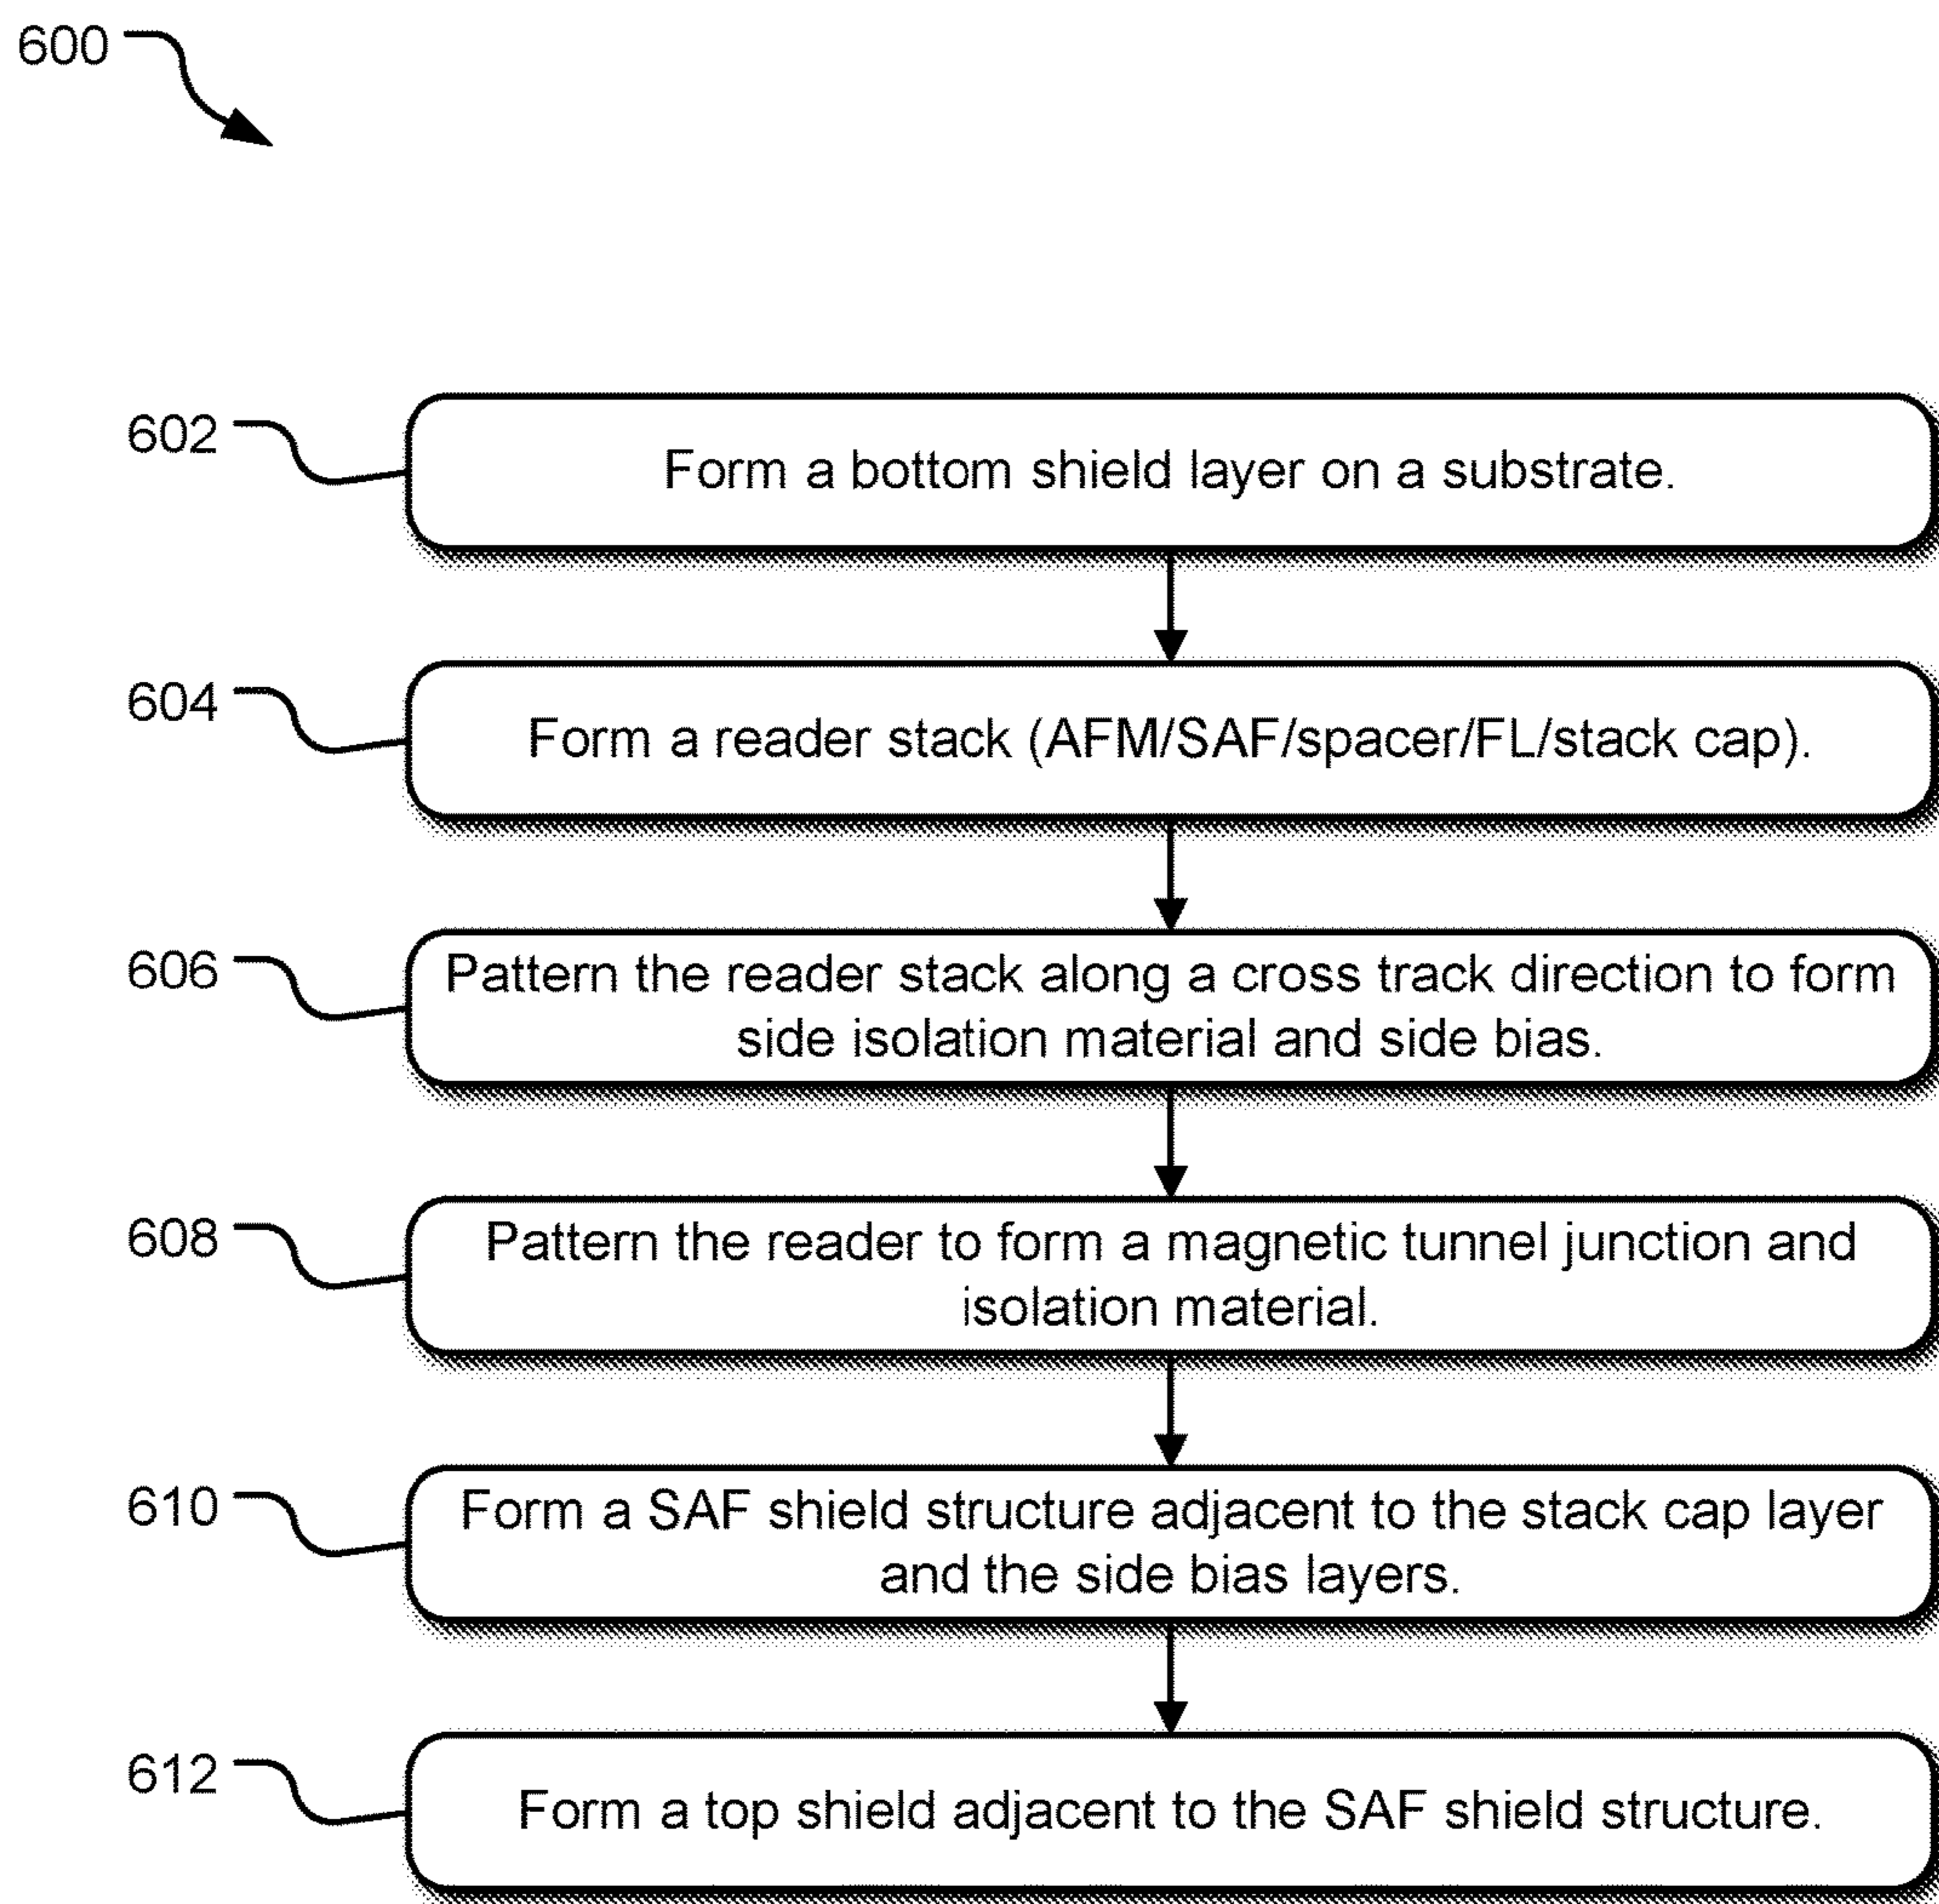 600
602
Form a bottom shield layer on a substrate.
604
Form a reader stack (AFM/SAF/spacer/FL/stack cap).
606
Pattern the reader stack along a cross track direction to form
side isolation material and side bias.
608
Pattern the reader to form a magnetic tunnel junction and
isolation material.
610
Form a SAF shield structure adjacent to the stack cap layer
and the side bias layers.
612
Form a top shield adjacent to the SAF shield structure.